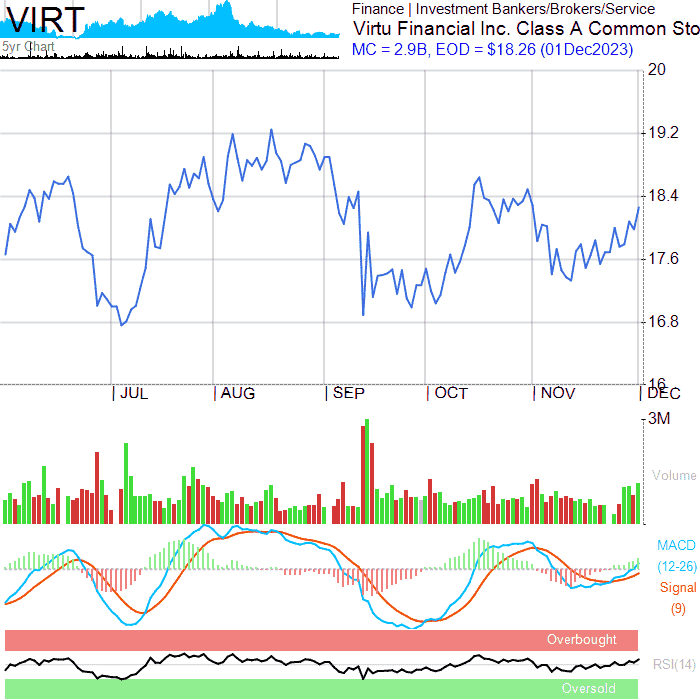 VIRT
5yr Chart
Finance | Investment Bankers/Brokers/Service
Virtu Financial Inc. Class A Common Sto
MC = 2.9B, EOD = $18.26 (01Dec2023)
20
19.2
18.4
17.6
16.8
16
JUL AUG SEP OCT NOV DEC
3M
Volume
MACD
(12-26)
Signal
(9)
Overbought
RSI(14)
Oversold